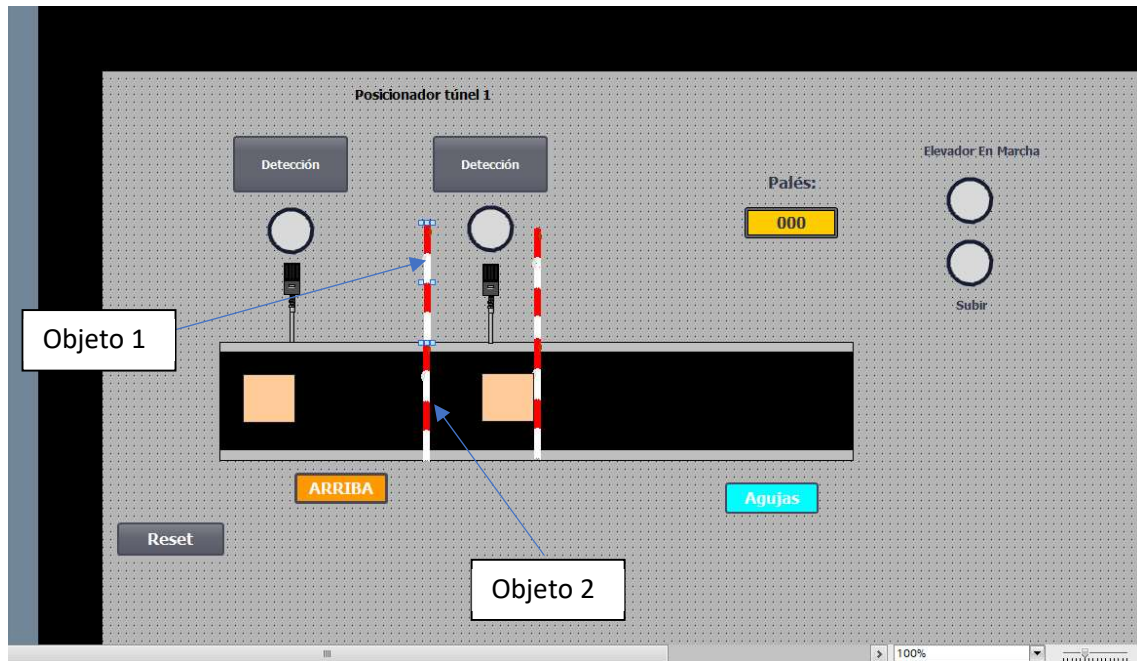 Posicionador túnel 1
Detección
Detección
Elevador En Marcha
Palés:
000
Subir
Objeto 1
ARRIBA
Agujas
Reset
Objeto 2
100%